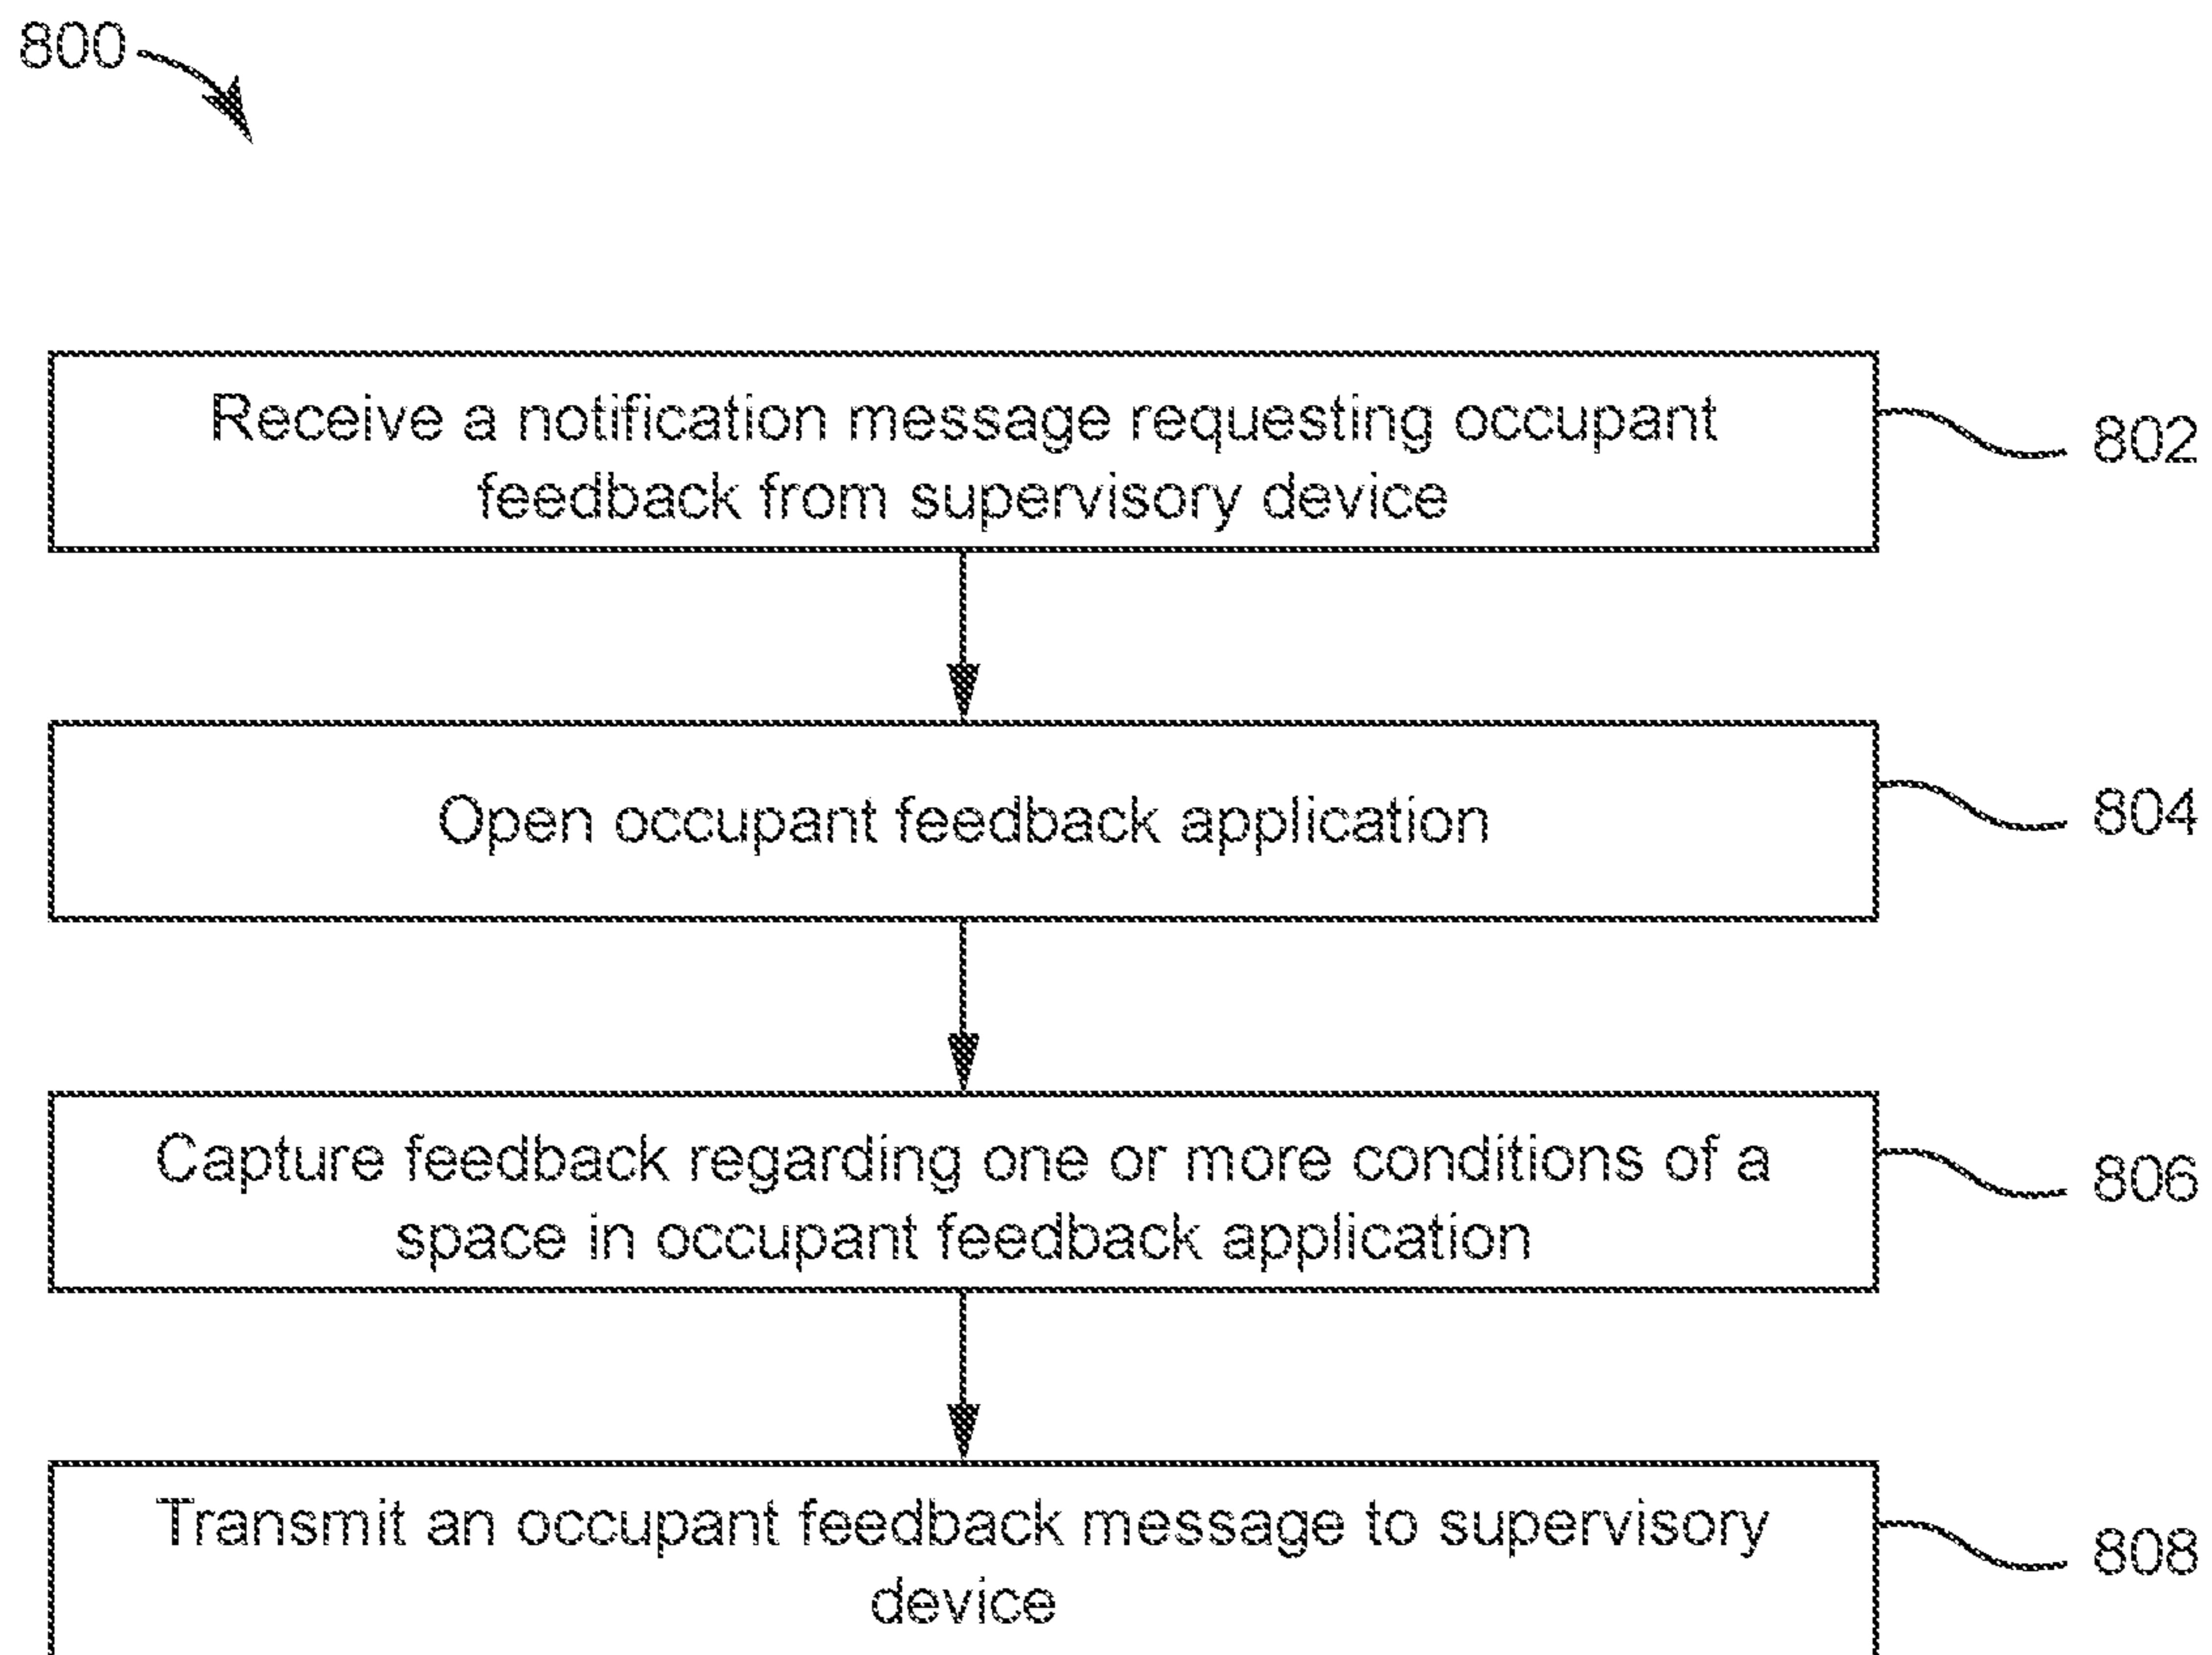 800
Receive a notification message requesting occupant
feedback from supervisory device
802
Open occupant feedback application
804
Capture feedback regarding one or more conditions of a
space in occupant feedback application
806
Transmit an occupant feedback message to supervisory
device
808